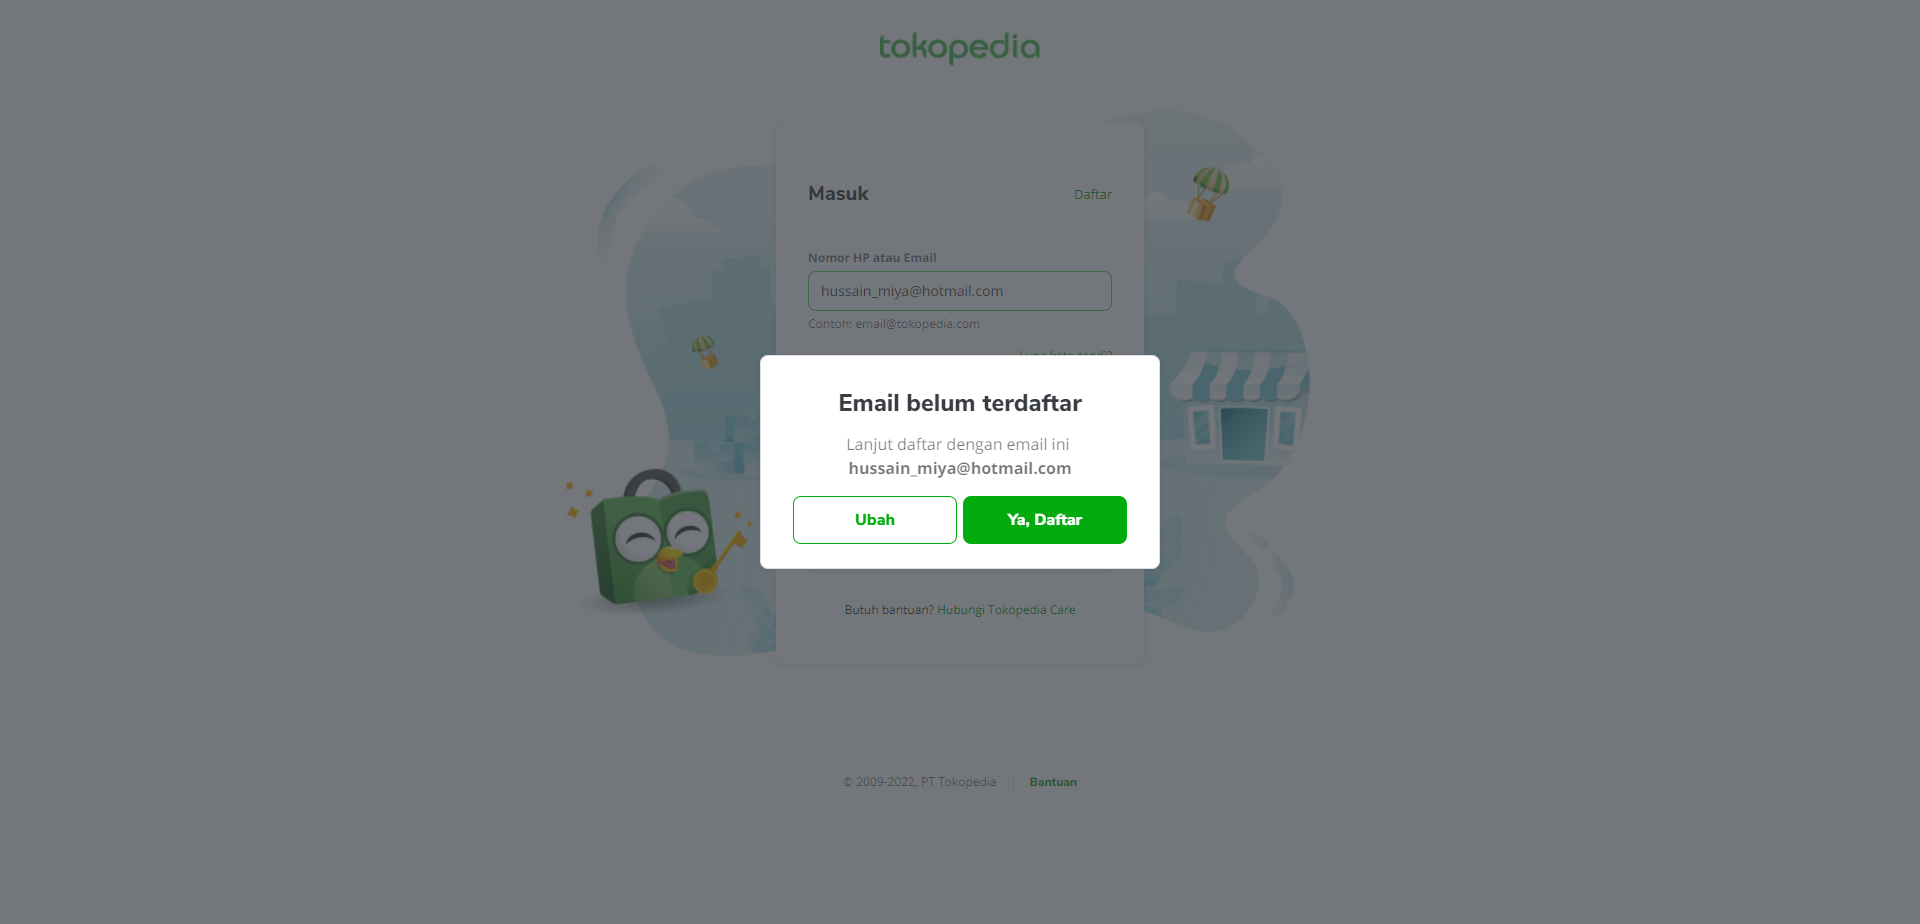 tokopedia
Masuk
Daftar
Nomor HP atau Email
hussain_miya@hotmail.com
Contoh: email@tokopedia.com
Email belum terdaftar
Lanjut daftar dengan email ini
hussain_miya@hotmail.com
Ubah
Ya, Daftar
Butuh bantuan? Hubungi Tokopedia Care
© 2009-2022, PT Tokopedia
Bantuan